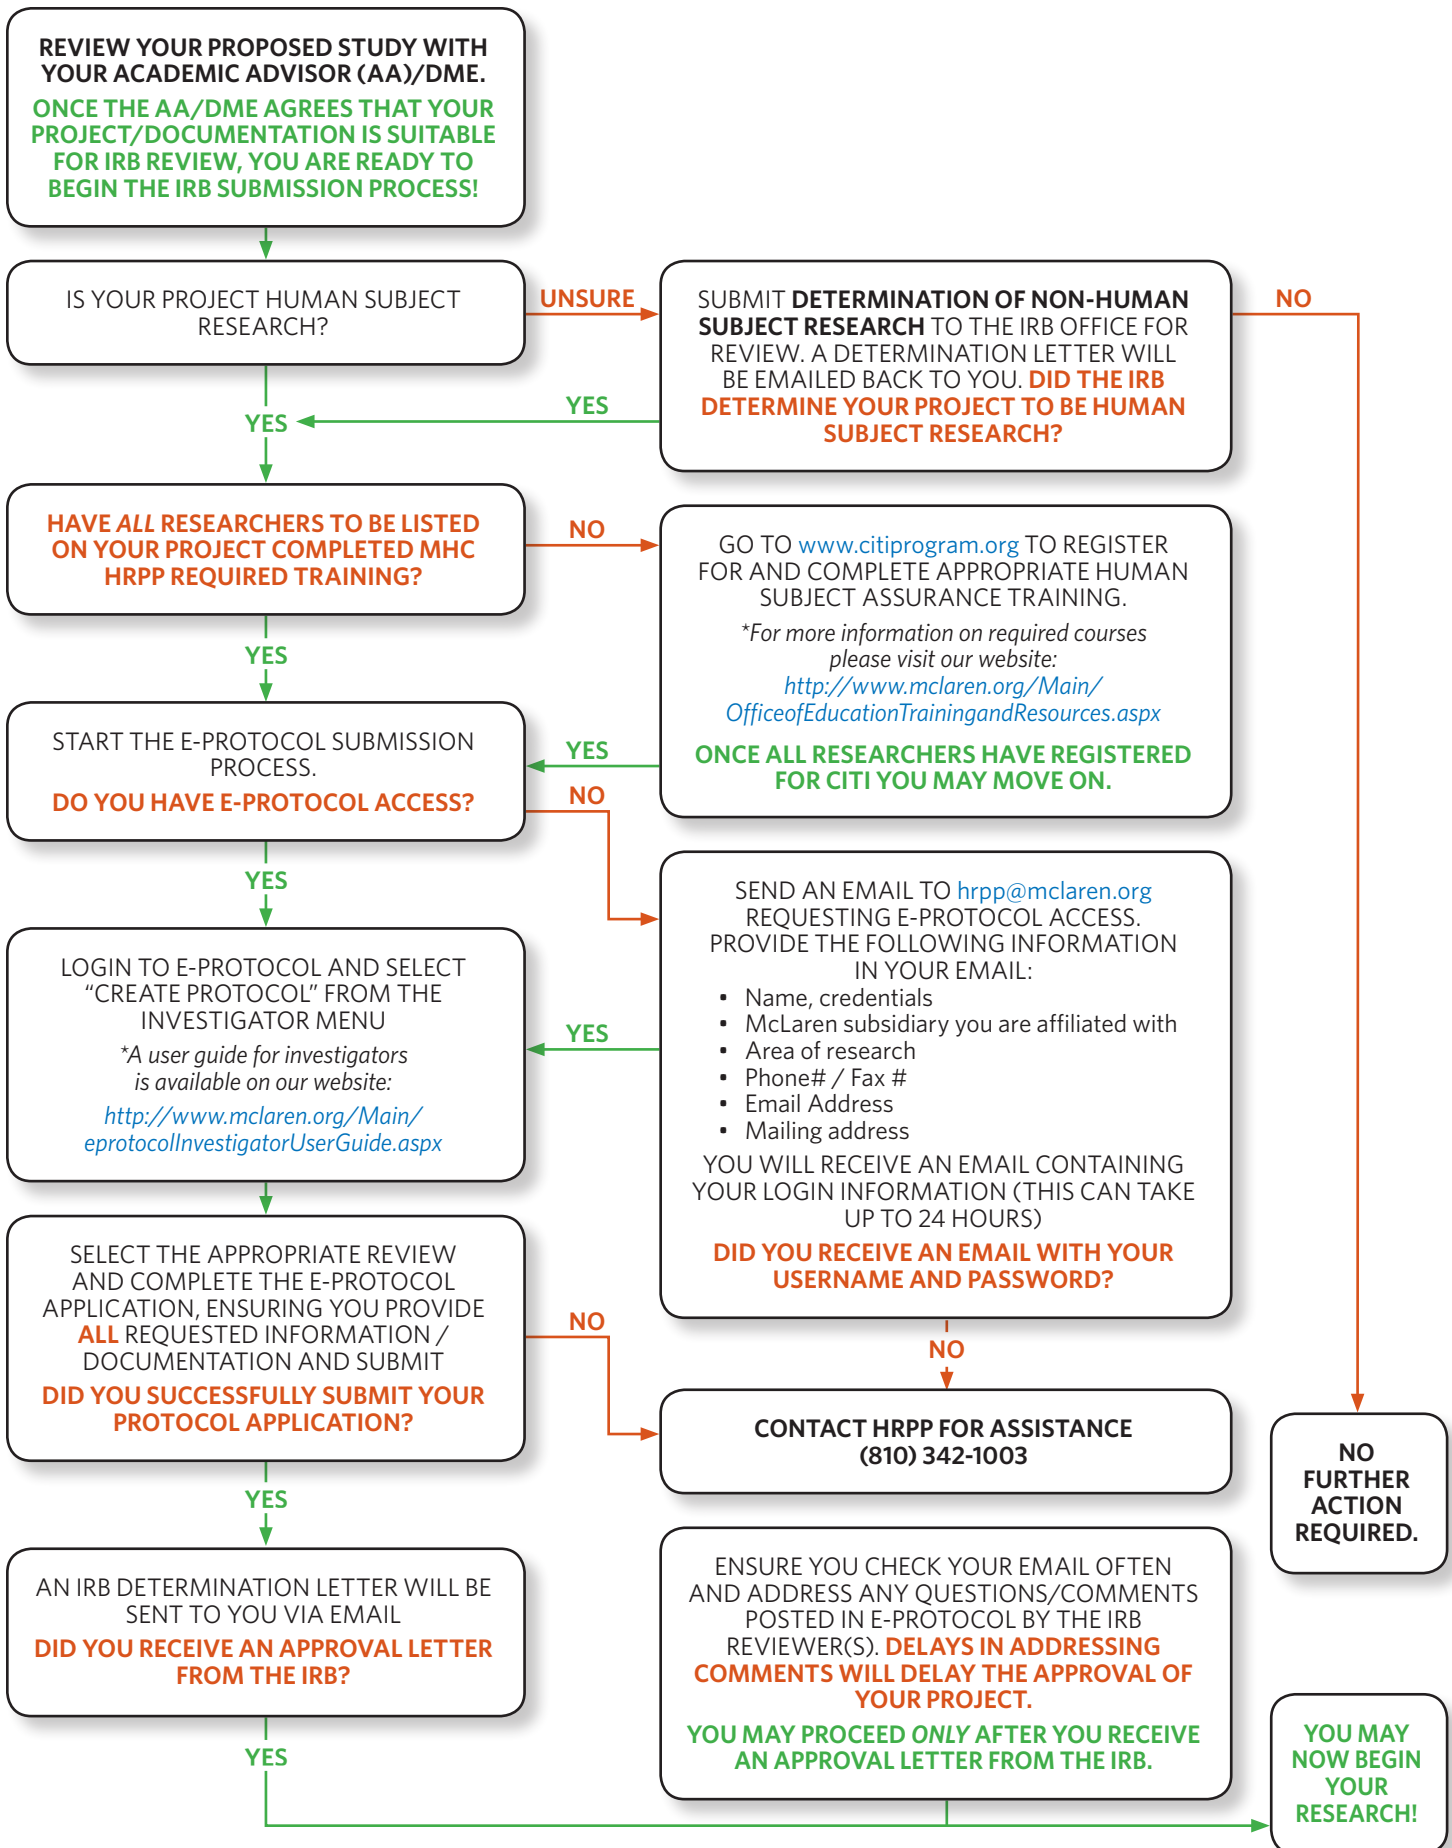 REVIEW YOUR PROPOSED STUDY WITH
YOUR ACADEMIC ADVISOR (AA)/DME.
ONCE THE AA/DME AGREES THAT YOUR
PROJECT/DOCUMENTATION IS SUITABLE
FOR IRB REVIEW, YOU ARE READY TO
BEGIN THE IRB SUBMISSION PROCESS!
IS YOUR PROJECT HUMAN SUBJECT
RESEARCH?
UNSURE
SUBMIT DETERMINATION OF NON-HUMAN
SUBJECT RESEARCH TO THE IRB OFFICE FOR
REVIEW. A DETERMINATION LETTER WILL
BE EMAILED BACK TO YOU. DID THE IRB
DETERMINE YOUR PROJECT TO BE HUMAN
SUBJECT RESEARCH?
NO
YES
YES
HAVE ALL RESEARCHERS TO BE LISTED
ON YOUR PROJECT COMPLETED MHC
HRPP REQUIRED TRAINING?
NO
GO TO www.citiprogram.org TO REGISTER
FOR AND COMPLETE APPROPRIATE HUMAN
SUBJECT ASSURANCE TRAINING.
*For more information on required courses
please visit our website:
http://www.mclaren.org/Main/
OfficeofEducationTrainingandResources.aspx
ONCE ALL RESEARCHERS HAVE REGISTERED
FOR CITI YOU MAY MOVE ON.
YES
YES
START THE E-PROTOCOL SUBMISSION
PROCESS.
DO YOU HAVE E-PROTOCOL ACCESS?
NO
YES
SEND AN EMAIL TO hrpp@mclaren.org
REQUESTING E-PROTOCOL ACCESS.
PROVIDE THE FOLLOWING INFORMATION
IN YOUR EMAIL:
• Name, credentials
• McLaren subsidiary you are affiliated with
• Area of research
• Phone# / Fax #
• Email Address
• Mailing address
YOU WILL RECEIVE AN EMAIL CONTAINING
YOUR LOGIN INFORMATION (THIS CAN TAKE
UP TO 24 HOURS)
DID YOU RECEIVE AN EMAIL WITH YOUR
USERNAME AND PASSWORD?
YES
LOGIN TO E-PROTOCOL AND SELECT
“CREATE PROTOCOL” FROM THE
INVESTIGATOR MENU
*A user guide for investigators
is available on our website:
http://www.mclaren.org/Main/
eprotocolInvestigatorUserGuide.aspx
SELECT THE APPROPRIATE REVIEW
AND COMPLETE THE E-PROTOCOL
APPLICATION, ENSURING YOU PROVIDE
ALL REQUESTED INFORMATION /
DOCUMENTATION AND SUBMIT
DID YOU SUCCESSFULLY SUBMIT YOUR
PROTOCOL APPLICATION?
NO
NO
CONTACT HRPP FOR ASSISTANCE
(810) 342-1003
NO
FURTHER
ACTION
REQUIRED.
YES
AN IRB DETERMINATION LETTER WILL BE
SENT TO YOU VIA EMAIL
DID YOU RECEIVE AN APPROVAL LETTER
FROM THE IRB?
ENSURE YOU CHECK YOUR EMAIL OFTEN
AND ADDRESS ANY QUESTIONS/COMMENTS
POSTED IN E-PROTOCOL BY THE IRB
REVIEWER(S). DELAYS IN ADDRESSING
COMMENTS WILL DELAY THE APPROVAL OF
YOUR PROJECT.
YOU MAY PROCEED ONLY AFTER YOU RECEIVE
AN APPROVAL LETTER FROM THE IRB.
YES
YOU MAY
NOW BEGIN
YOUR
RESEARCH!